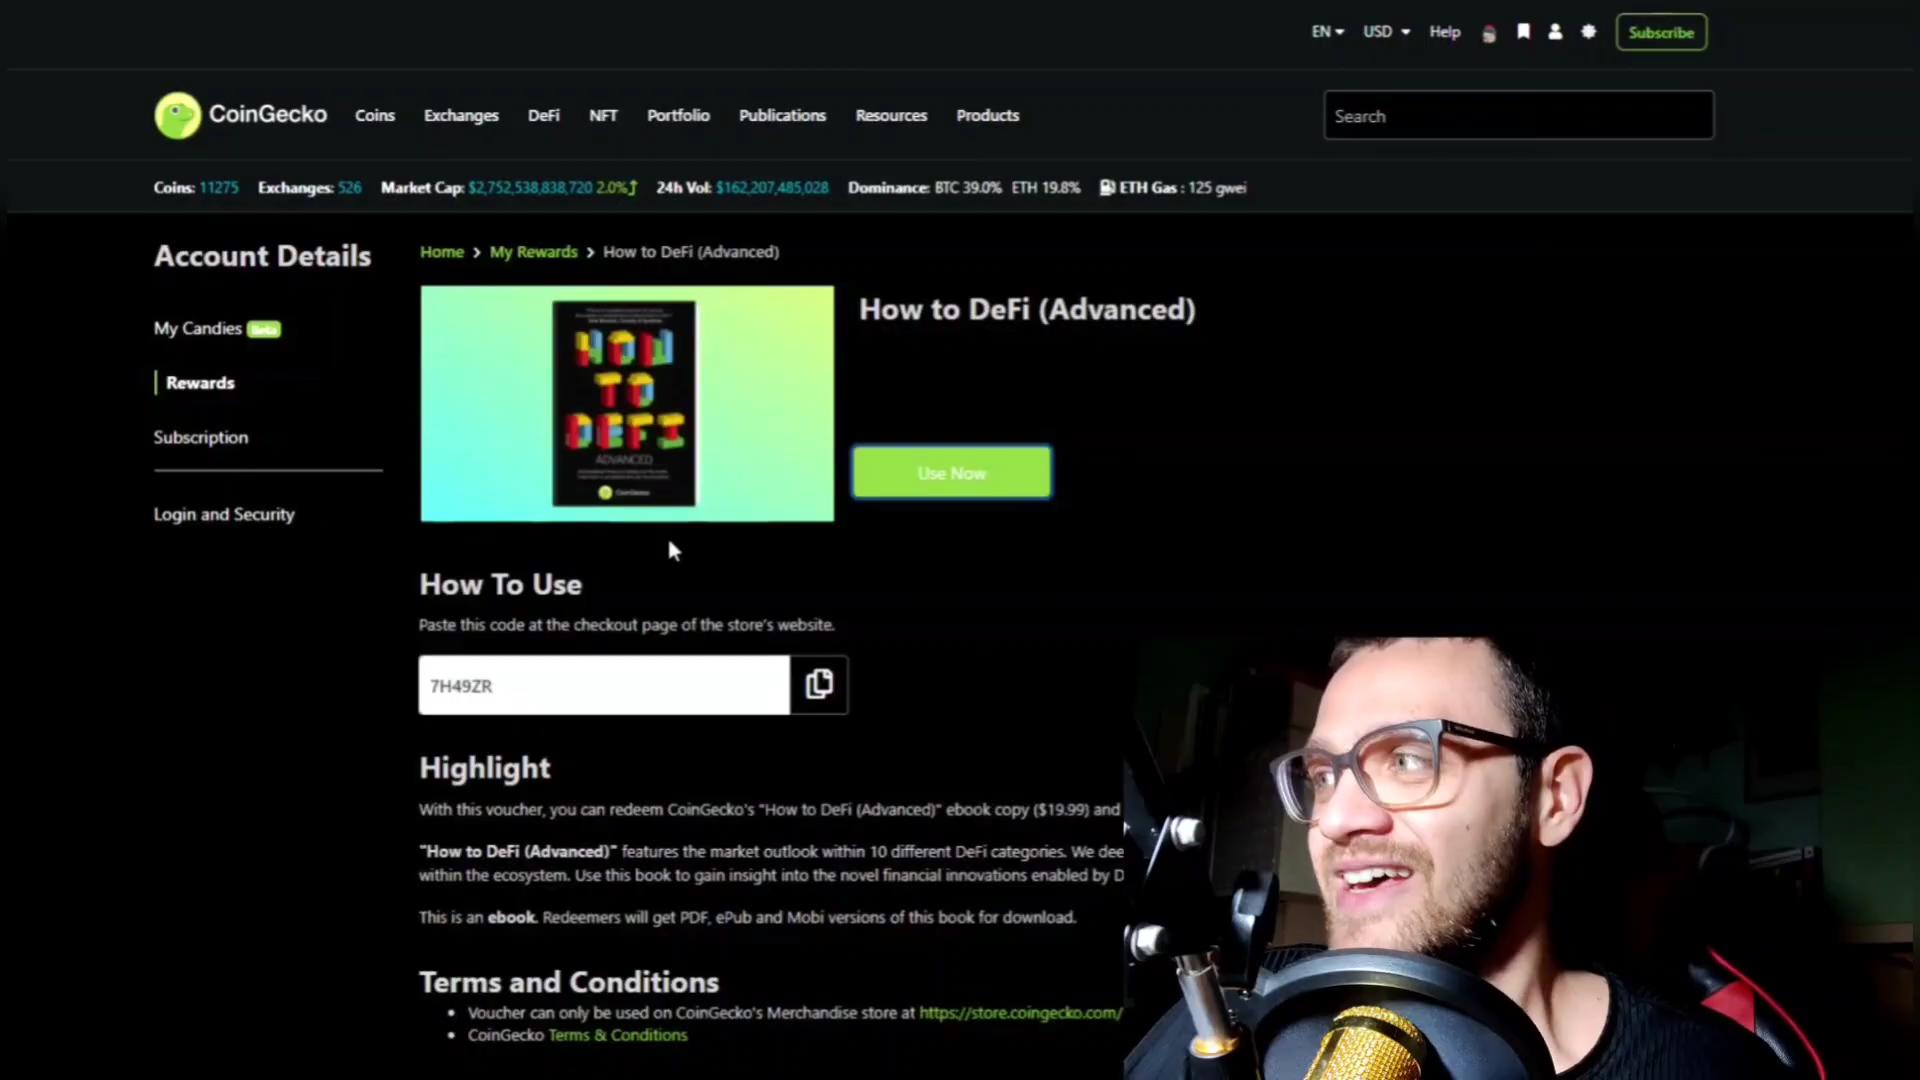 EN USD Help Subscribe
CoinGecko Coins Exchanges DeFi NFT Portfolio Publications Resources Products Search
Coins: 11275 Exchanges: 526 Market Cap: $2,752,538,838,720 2.0% 24h Vol: $162,207,485,028 Dominance: BTC 39.0% ETH 19.8% ETH Gas : 125 gwei
Account Details
My Candies Beta
Rewards
Subscription
Login and Security
Home > My Rewards > How to DeFi (Advanced)
HOW
TO
DEFI
ADVANCED
CoinGecko
How to DeFi (Advanced)
Use Now
How To Use
Paste this code at the checkout page of the store's website.
7H49ZR
Highlight
With this voucher, you can redeem CoinGecko's "How to DeFi (Advanced)" ebook copy ($19.99) and
"How to DeFi (Advanced)" features the market outlook within 10 different DeFi categories. We dee
within the ecosystem. Use this book to gain insight into the novel financial innovations enabled by D
This is an ebook. Redeemers will get PDF, ePub and Mobi versions of this book for download.
Terms and Conditions
• Voucher can only be used on CoinGecko's Merchandise store at https://store.coingecko.com/
• CoinGecko Terms & Conditions